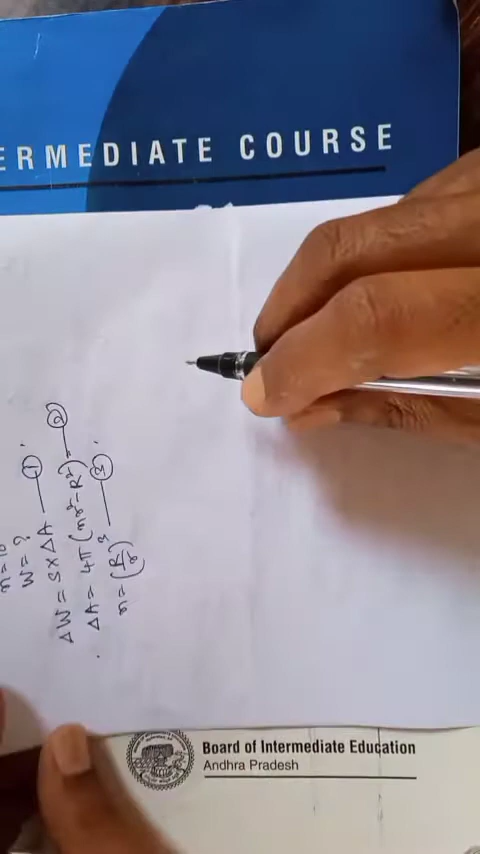 ERMEDIATE COURSE
W = ?
ΔW = S × ΔA — ①
ΔA = 4π (nr² - R²) — ②
n = (R/r)³ — ③
Board of Intermediate Education
Andhra Pradesh